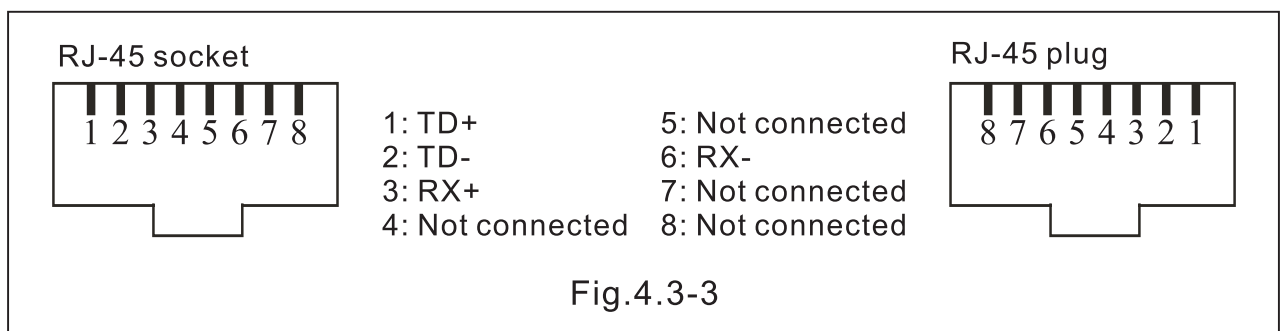 RJ-45 socket
1 2 3 4 5 6 7 8
1: TD+
2: TD-
3: RX+
4: Not connected
5: Not connected
6: RX-
7: Not connected
8: Not connected
RJ-45 plug
8 7 6 5 4 3 2 1
Fig.4.3-3